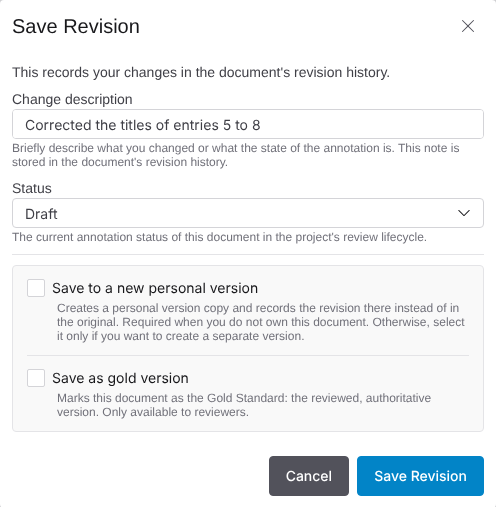 Save Revision
This records your changes in the document's revision history.
Change description
Corrected the titles of entries 5 to 8
Briefly describe what you changed or what the state of the annotation is. This note is
stored in the document's revision history.
Status
Draft
The current annotation status of this document in the project's review lifecycle.
Save to a new personal version
Creates a personal version copy and records the revision there instead of in
the original. Required when you do not own this document. Otherwise, select
it only if you want to create a separate version.
Save as gold version
Marks this document as the Gold Standard: the reviewed, authoritative
version. Only available to reviewers.
Cancel
Save Revision